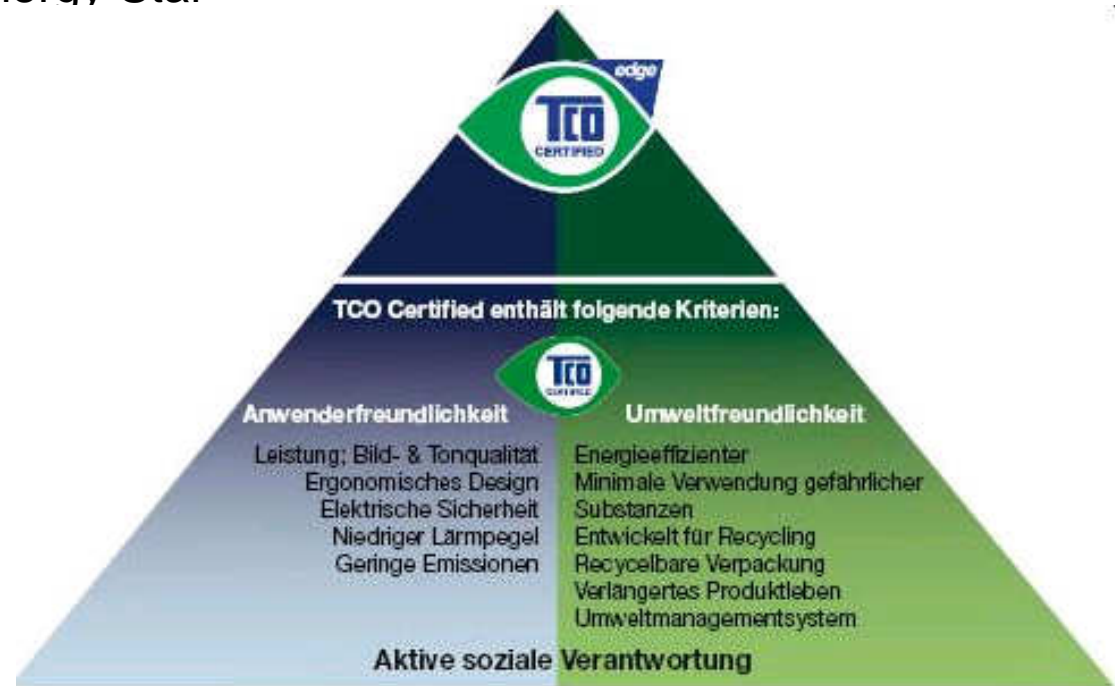 edge
TCO
CERTIFIED
TCO Certified enthält folgende Kriterien:
TCO
CERTIFIED
Anwenderfreundlichkeit
Leistung; Bild- & Tonqualität
Ergonomisches Design
Elektrische Sicherheit
Niedriger Lärmpegel
Geringe Emissionen
Umweltfreundlichkeit
Energieeffizienter
Minimale Verwendung gefährlicher
Substanzen
Entwickelt für Recycling
Recycelbare Verpackung
Verlängertes Produktleben
Umweltmanagementsystem
Aktive soziale Verantwortung